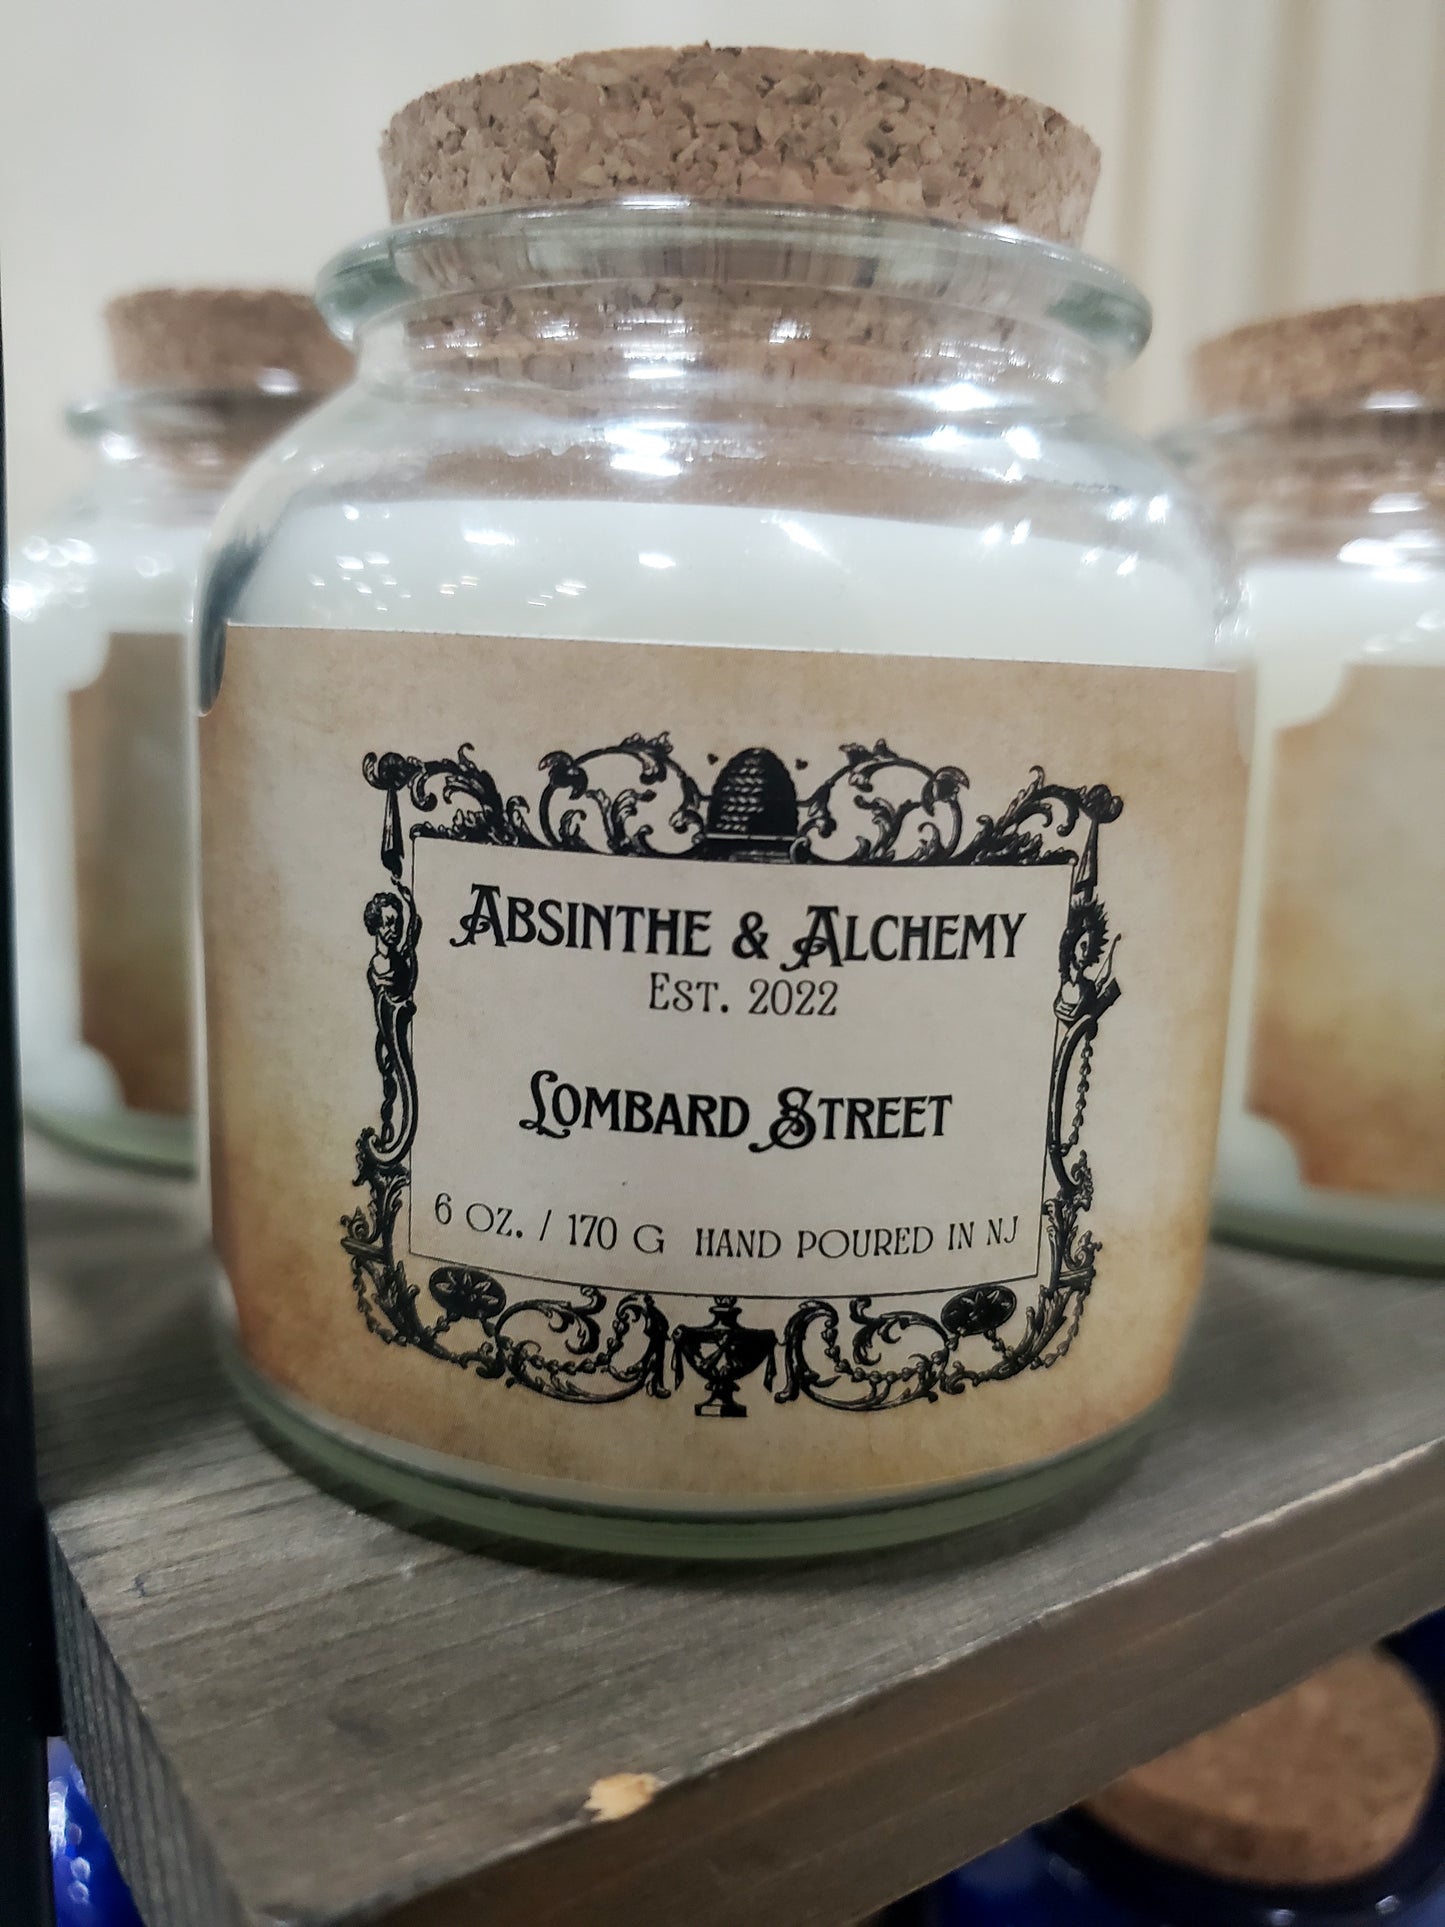 ABSINTHE & ALCHEMY
EST. 2022
LOMBARD STREET
6 OZ. / 170 G HAND POURED IN NJ